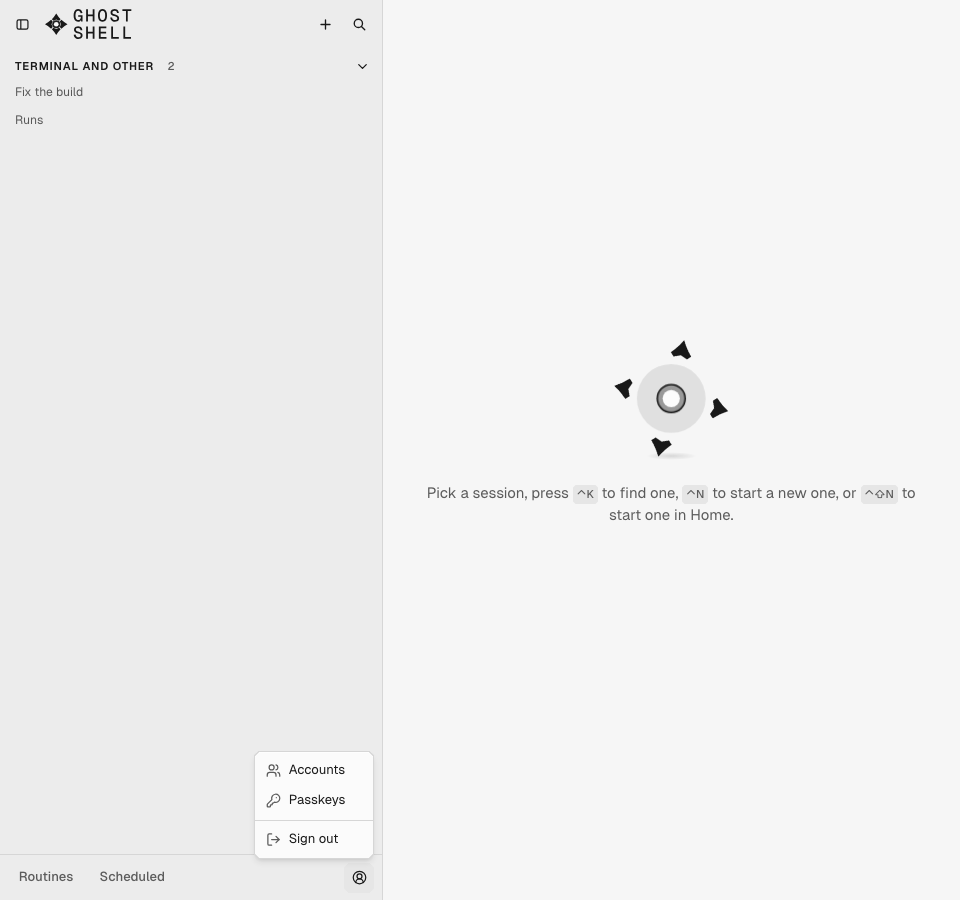 GHOST
SHELL
TERMINAL AND OTHER 2
Fix the build
Runs
Pick a session, press ^K to find one, ^N to start a new one, or ^⇧N to
start one in Home.
Accounts
Passkeys
Sign out
Routines Scheduled